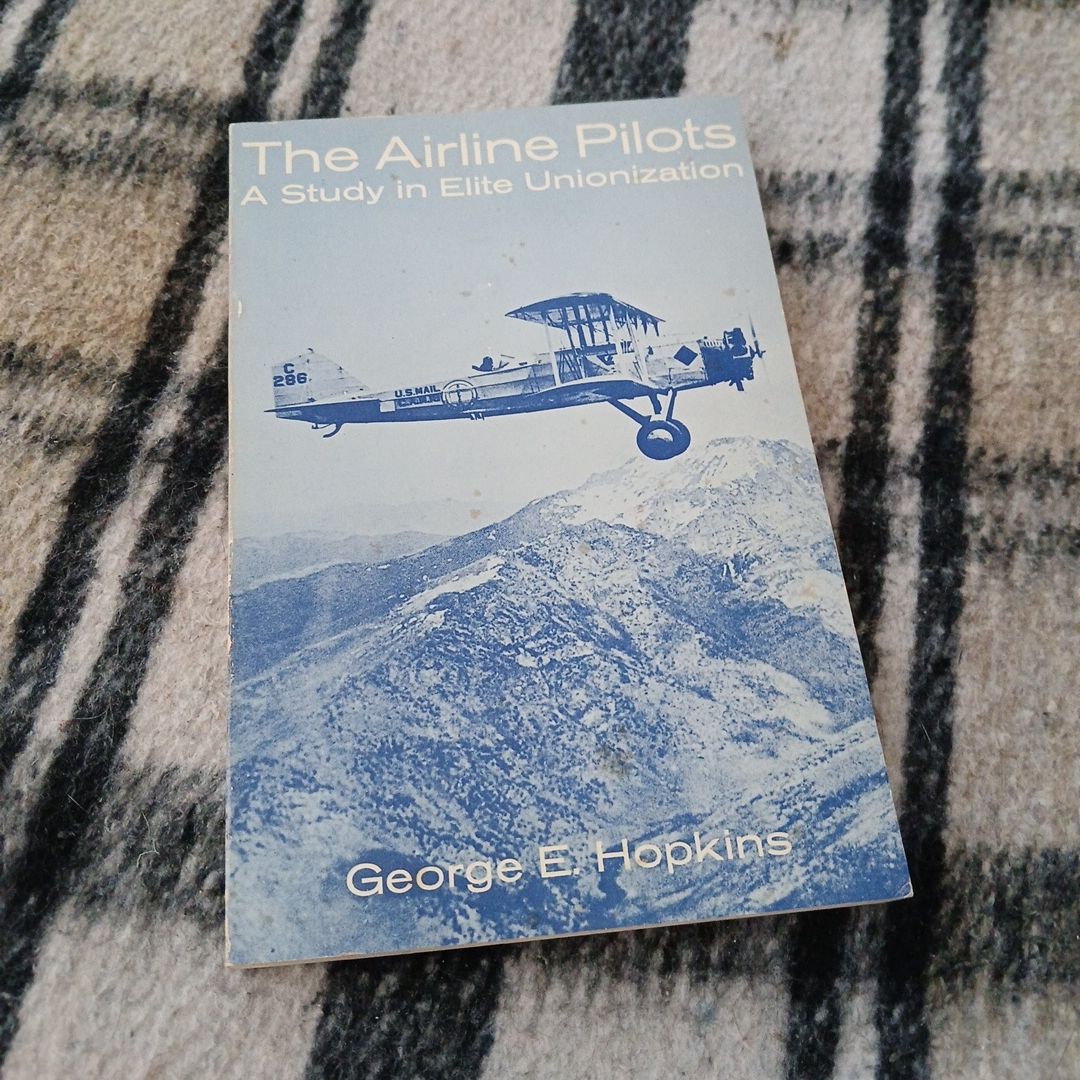 The Airline Pilots
A Study in Elite Unionization
C
286
U.S. MAIL
George E. Hopkins